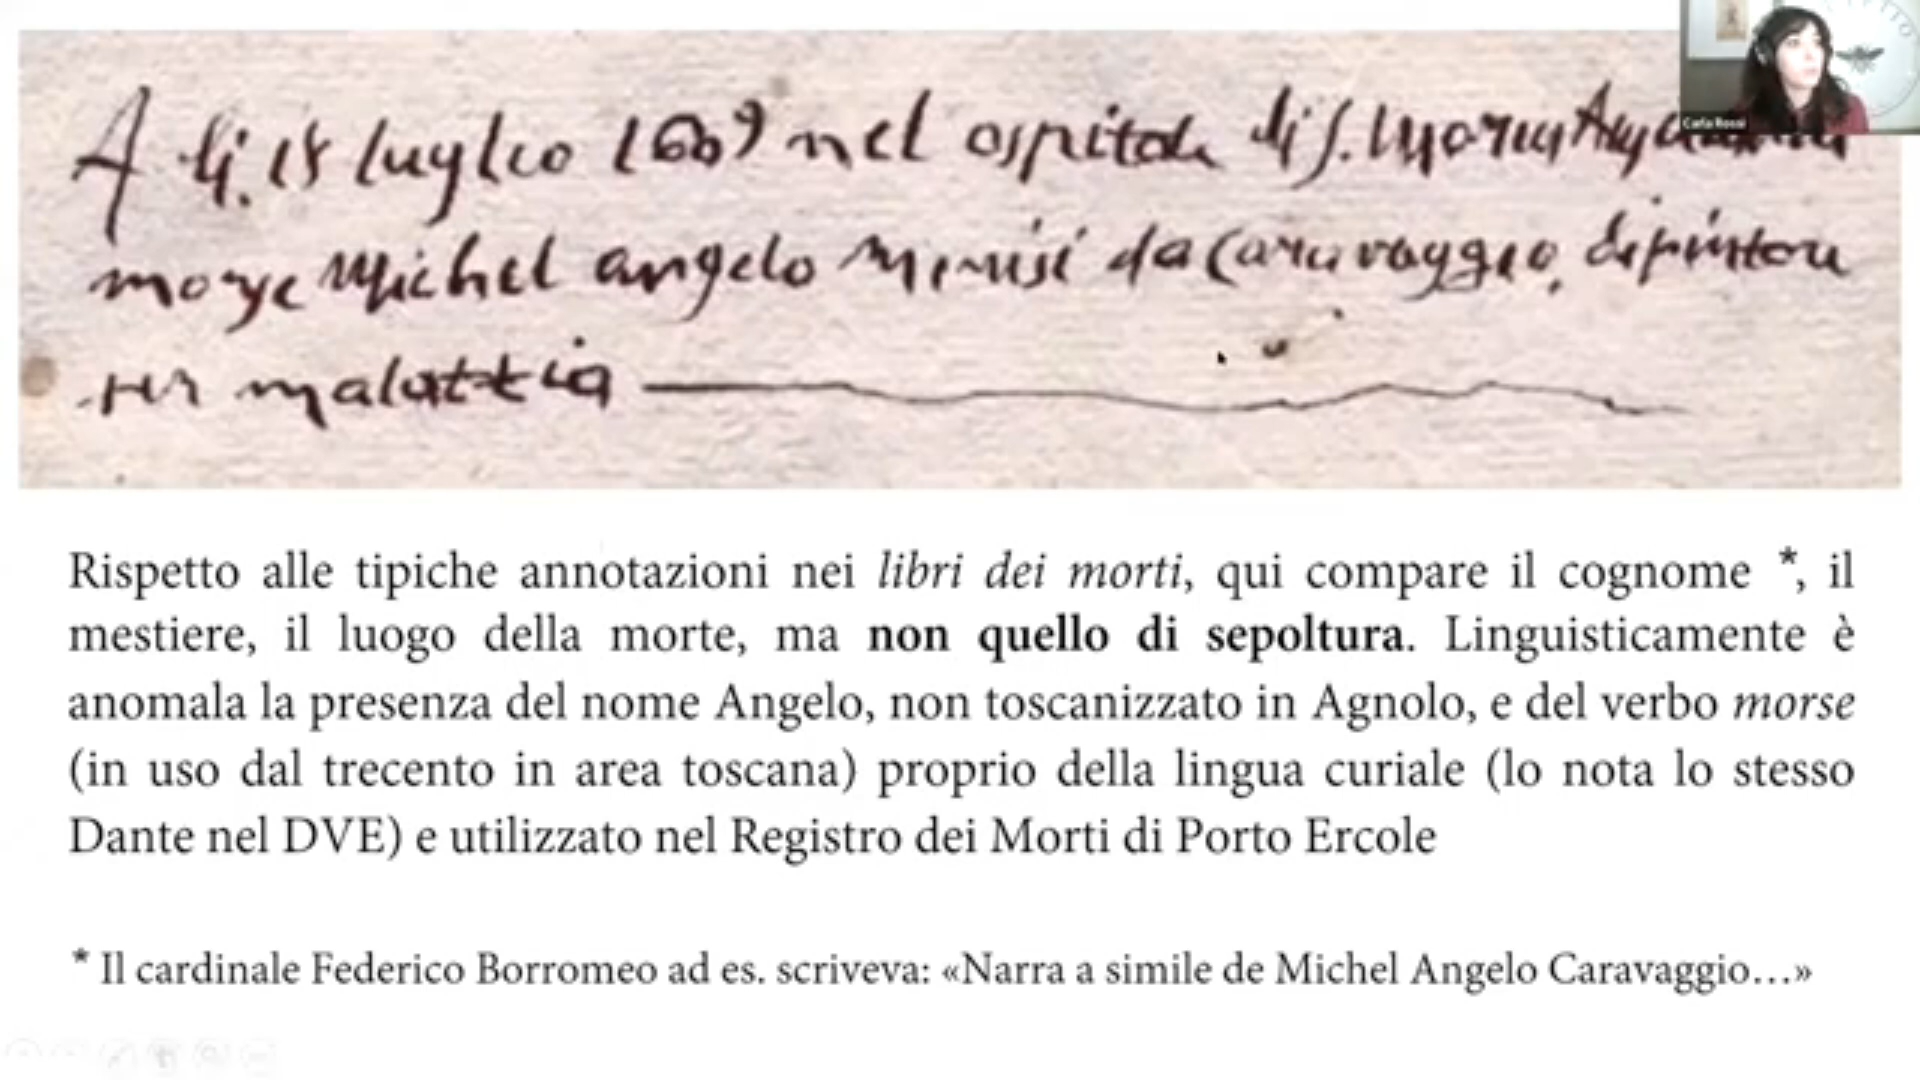 A di. 18 luglio 1609 nel ospitale di S. Maria
Carla Rossi
morse Michel angelo Merisi da Caravaggio, dipintore
per malattia
Rispetto alle tipiche annotazioni nei libri dei morti, qui compare il cognome *, il
mestiere, il luogo della morte, ma non quello di sepoltura. Linguisticamente è
anomala la presenza del nome Angelo, non toscanizzato in Agnolo, e del verbo morse
(in uso dal trecento in area toscana) proprio della lingua curiale (lo nota lo stesso
Dante nel DVE) e utilizzato nel Registro dei Morti di Porto Ercole
* Il cardinale Federico Borromeo ad es. scriveva: «Narra a simile de Michel Angelo Caravaggio…»